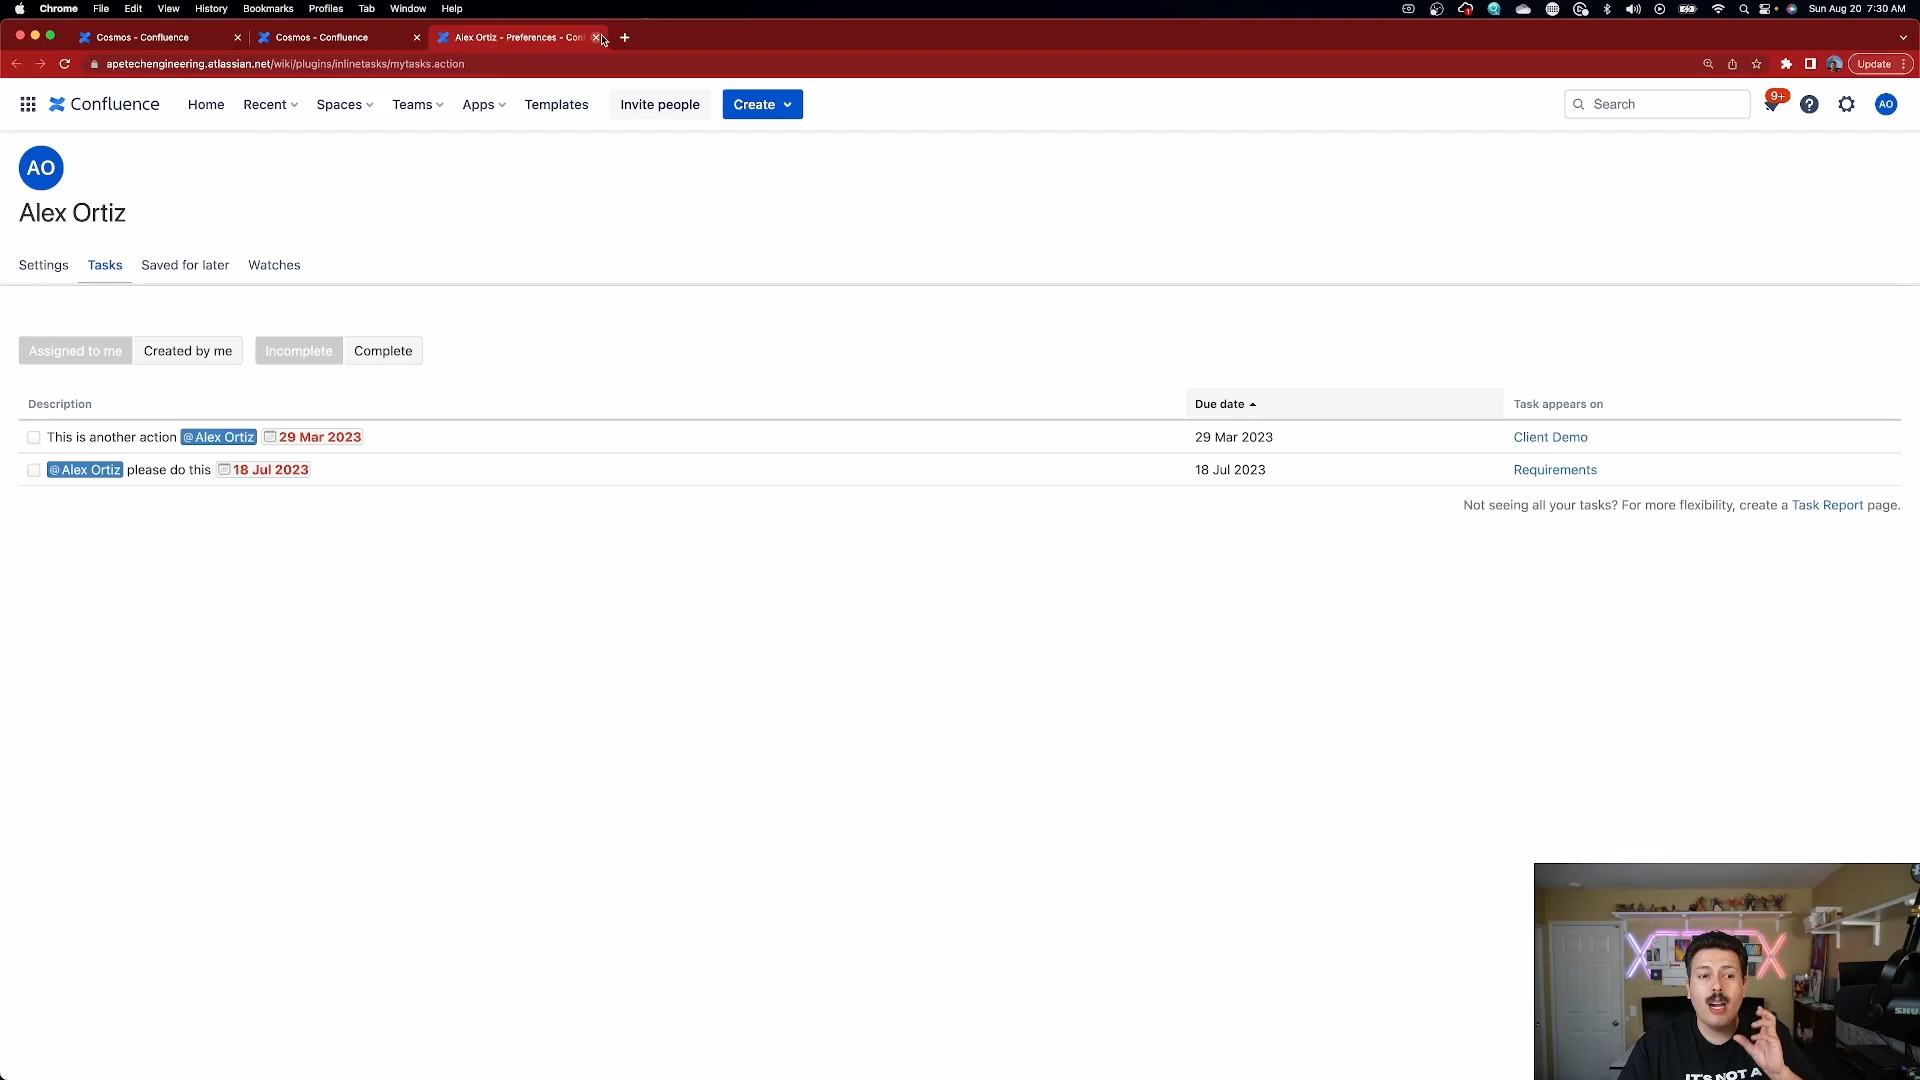 Chrome File Edit View History Bookmarks Profiles Tab Window Help Sun Aug 20 7:30 AM
Cosmos - Confluence Cosmos - Confluence Alex Ortiz - Preferences - Con
apetechengineering.atlassian.net/wiki/plugins/inlinetasks/mytasks.action Update
Confluence Home Recent Spaces Teams Apps Templates Invite people Create Search 9+ AO
AO
Alex Ortiz
Settings Tasks Saved for later Watches
Assigned to me Created by me Incomplete Complete
Description Due date Task appears on
This is another action @Alex Ortiz 29 Mar 2023 29 Mar 2023 Client Demo
@Alex Ortiz please do this 18 Jul 2023 18 Jul 2023 Requirements
Not seeing all your tasks? For more flexibility, create a Task Report page.
IT'S NOT A